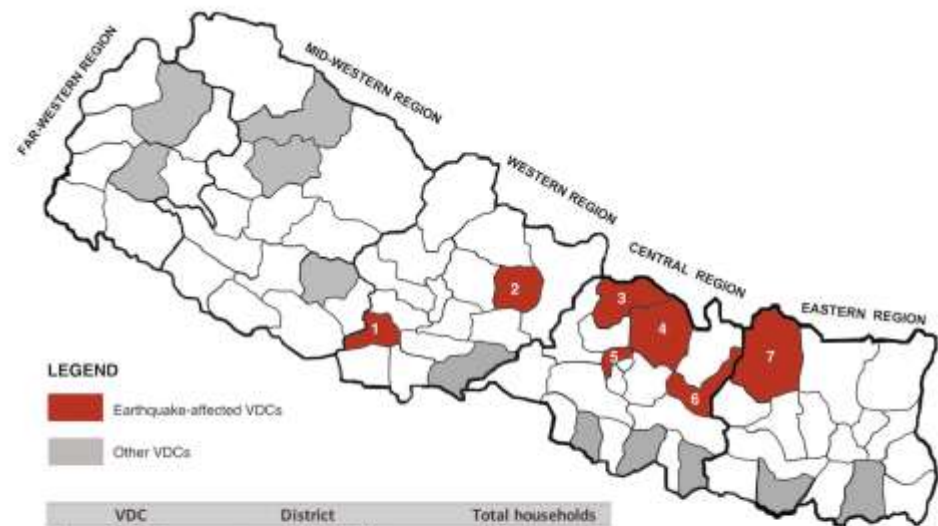 FAR-WESTERN REGION
MID-WESTERN REGION
WESTERN REGION
CENTRAL REGION
EASTERN REGION
1
2
3
4
5
6
7
LEGEND
Earthquake-affected VDCs
Other VDCs
VDC District Total households